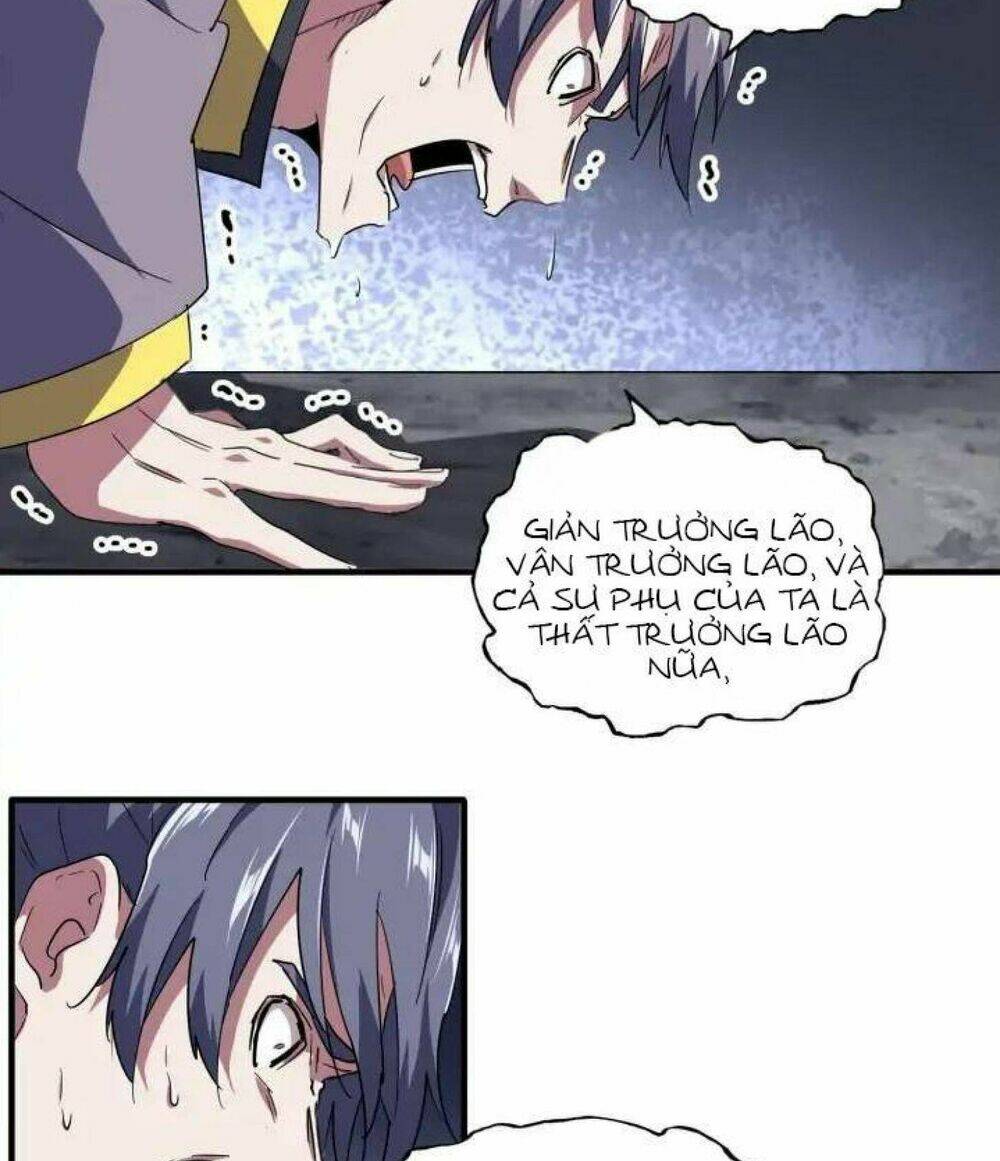 GIẢN TRƯỞNG LÃO,
VÂN TRƯỞNG LÃO, VÀ
CẢ SƯ PHỤ CỦA TA LÀ
THẤT TRƯỞNG LÃO
NỮA,